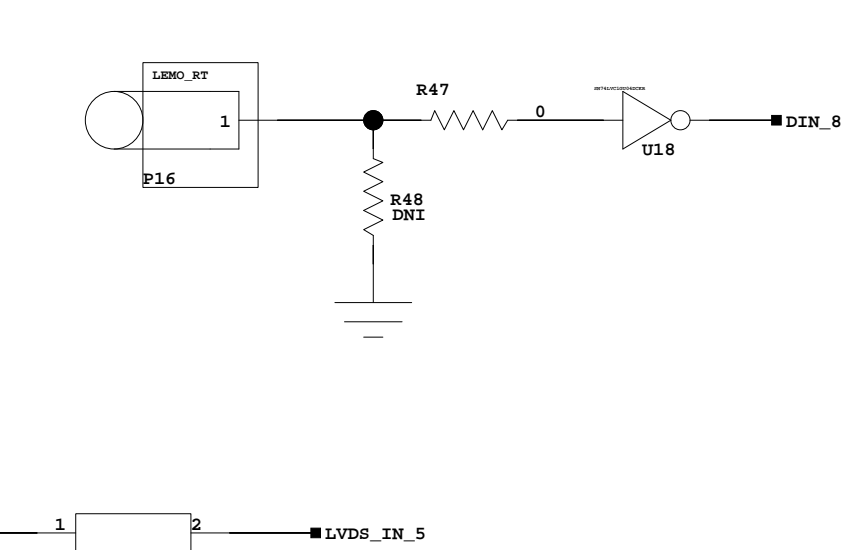 LEMO_RT
1
P16
R47
0
R48
DNI
U18
DIN_8
1
2
LVDS_IN_5